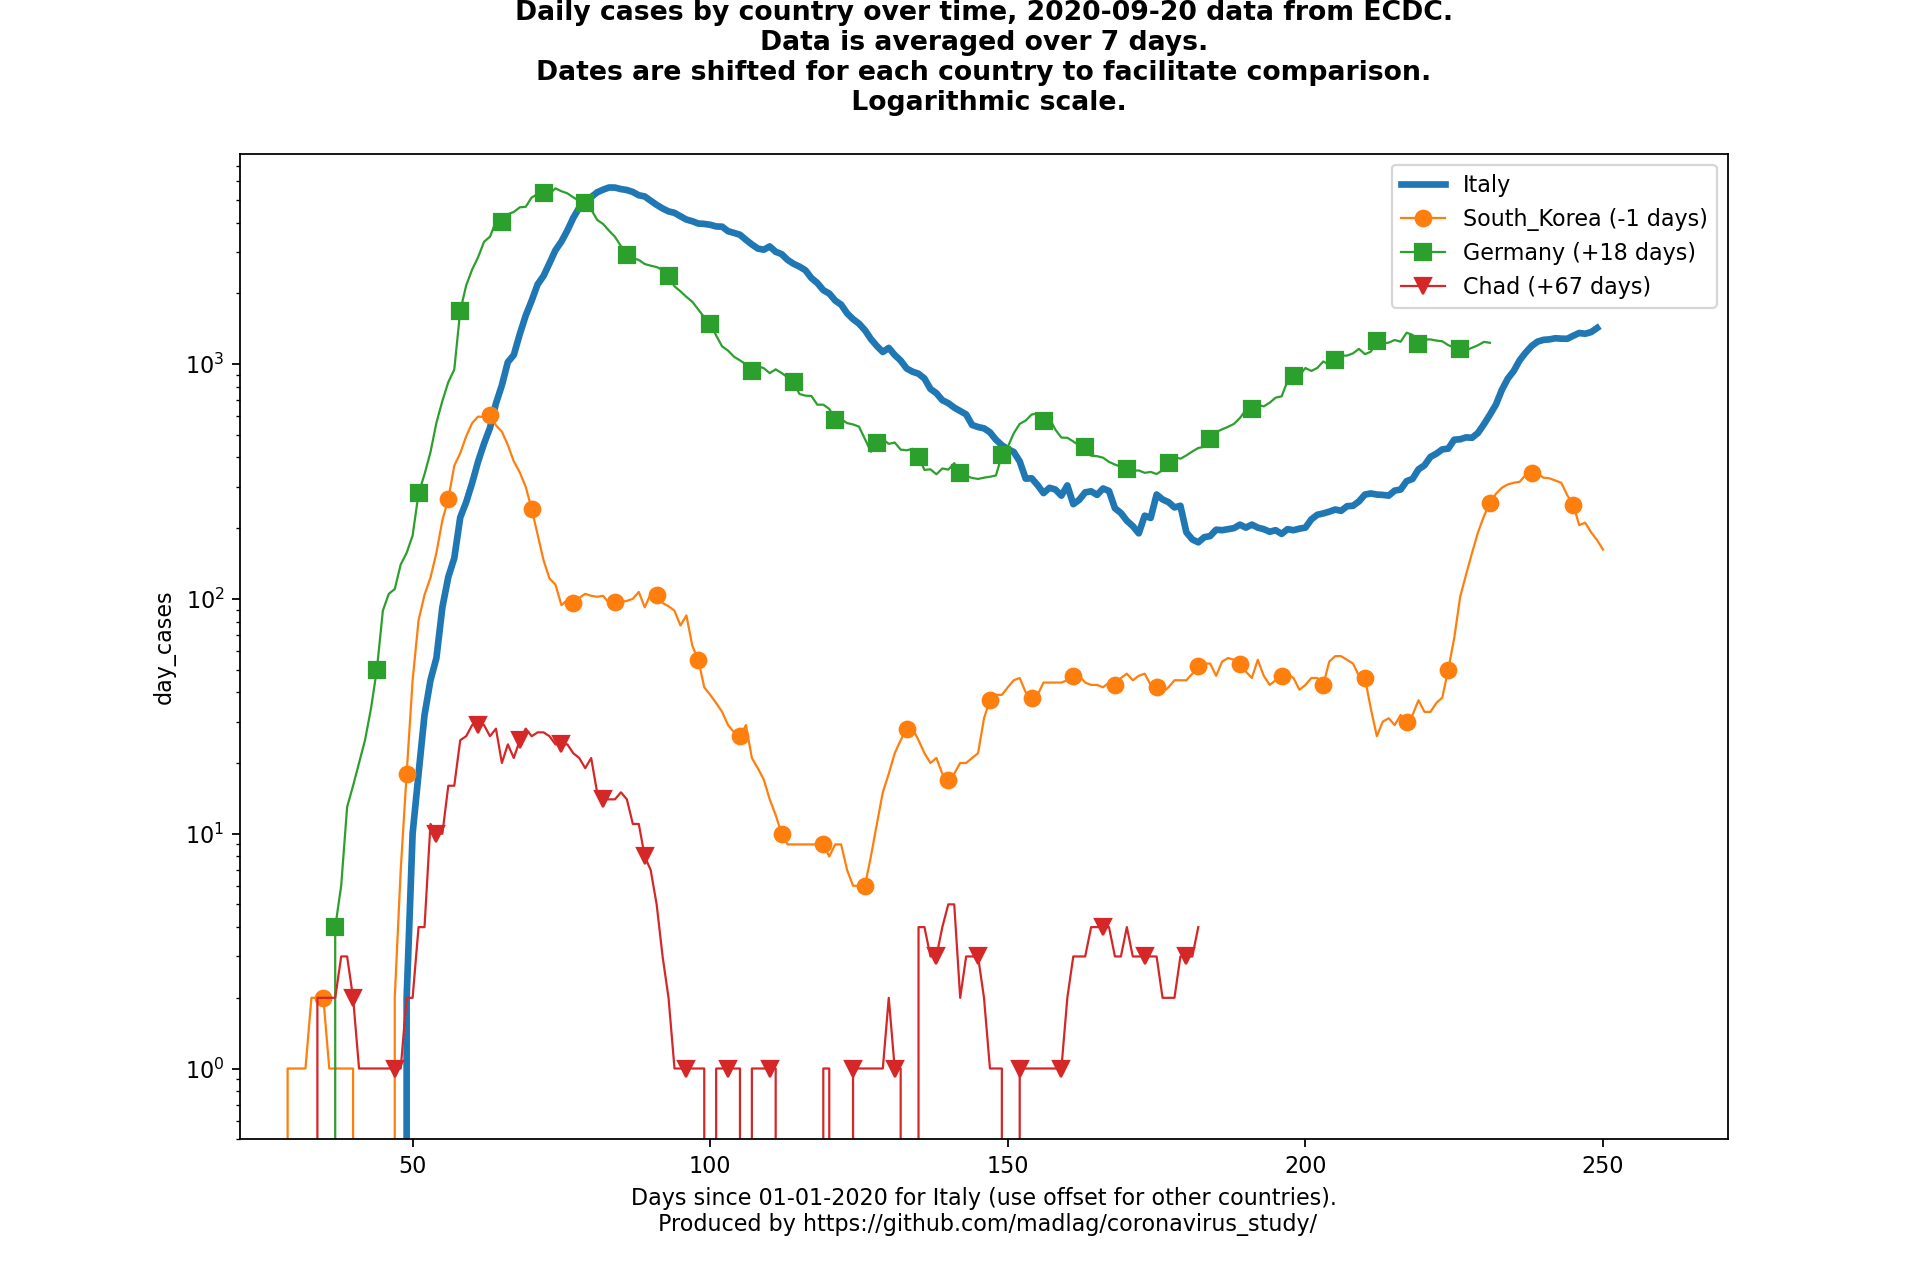 Daily cases by country over time, 2020-09-20 data from ECDC.
Data is averaged over 7 days.
Dates are shifted for each country to facilitate comparison.
Logarithmic scale.
Italy
South_Korea (-1 days)
Germany (+18 days)
Chad (+67 days)
day_cases
10³
10²
10¹
10⁰
50 100 150 200 250
Days since 01-01-2020 for Italy (use offset for other countries).
Produced by https://github.com/madlag/coronavirus_study/